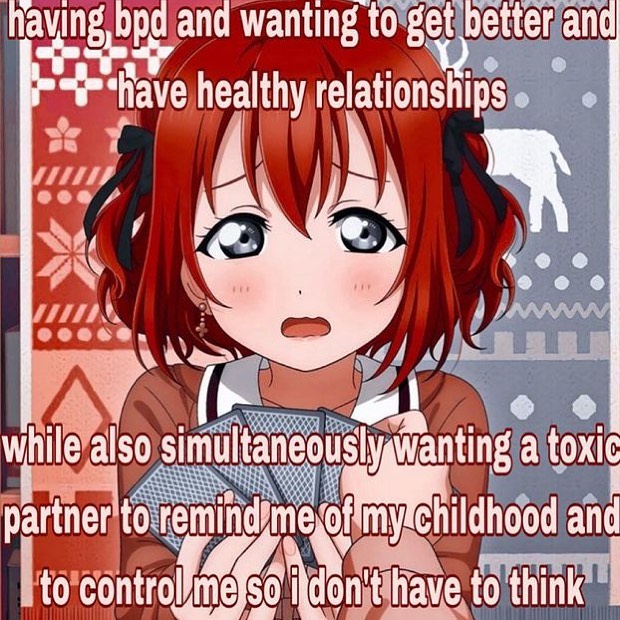 having bpd and wanting to get better and
have healthy relationships
while also simultaneously wanting a toxic
partner to remind me of my childhood and
to control me so i don't have to think